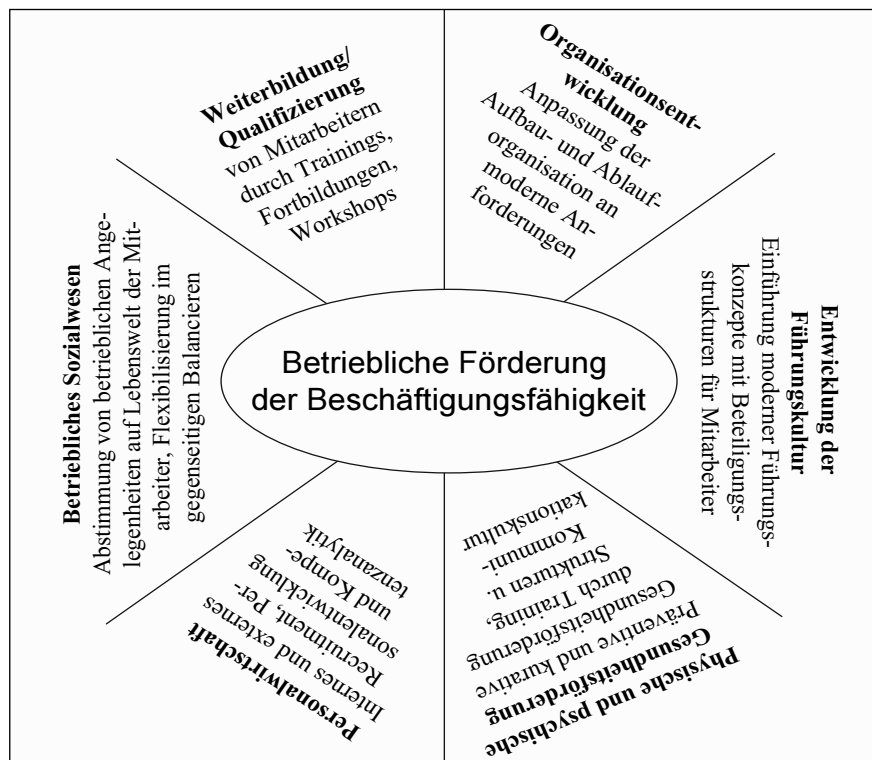 Weiterbildung/
Qualifizierung
von Mitarbeitern
durch Trainings,
Fortbildungen,
Workshops
Organisationsent-
wicklung
Anpassung der
Aufbau- und Ablauf-
organisation an
moderne An-
forderungen
Entwicklung der
Führungskultur
Einführung moderner Führungs-
konzepte mit Beteiligungs-
strukturen für Mitarbeiter
Physische und psychische
Gesundheitsförderung
Präventive und kurative
Gesundheitsförderung
durch Training,
Strukturen u.
Kommuni-
kationskultur
Personalwirtschaft
Internes und externes
Recruitment, Per-
sonalentwicklung
und Kompe-
tenzanalytik
Betriebliches Sozialwesen
Abstimmung von betrieblichen Ange-
legenheiten auf Lebenswelt der Mit-
arbeiter, Flexibilisierung im
gegenseitigen Balancieren
Betriebliche Förderung
der Beschäftigungsfähigkeit